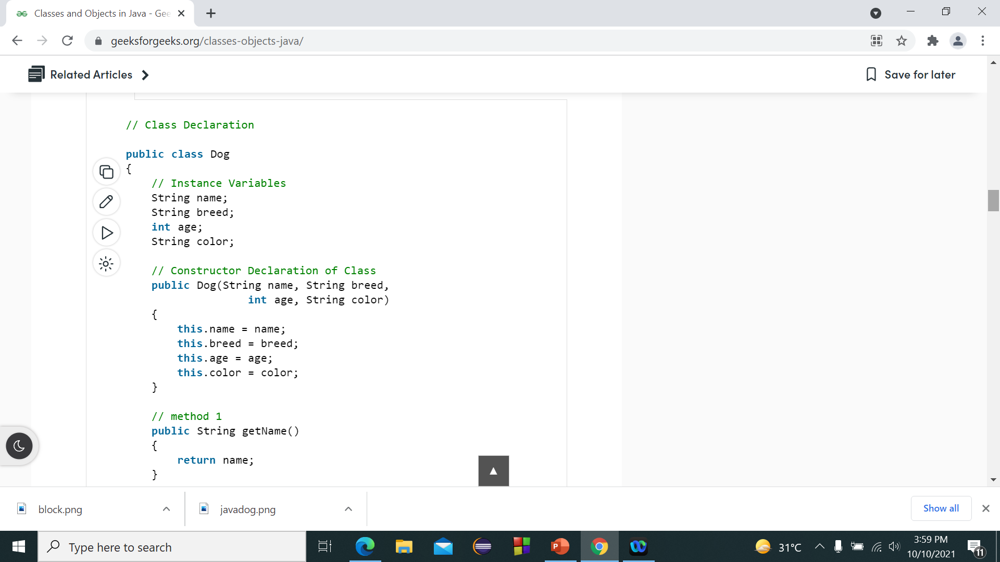 Classes and Objects in Java - Gee
geeksforgeeks.org/classes-objects-java/
Related Articles
Save for later
// Class Declaration
public class Dog
{
// Instance Variables
String name;
String breed;
int age;
String color;
// Constructor Declaration of Class
public Dog(String name, String breed,
int age, String color)
{
this.name = name;
this.breed = breed;
this.age = age;
this.color = color;
}
// method 1
public String getName()
{
return name;
}
block.png
javadog.png
Show all
Type here to search
P
31°C
3:59 PM
10/10/2021
11